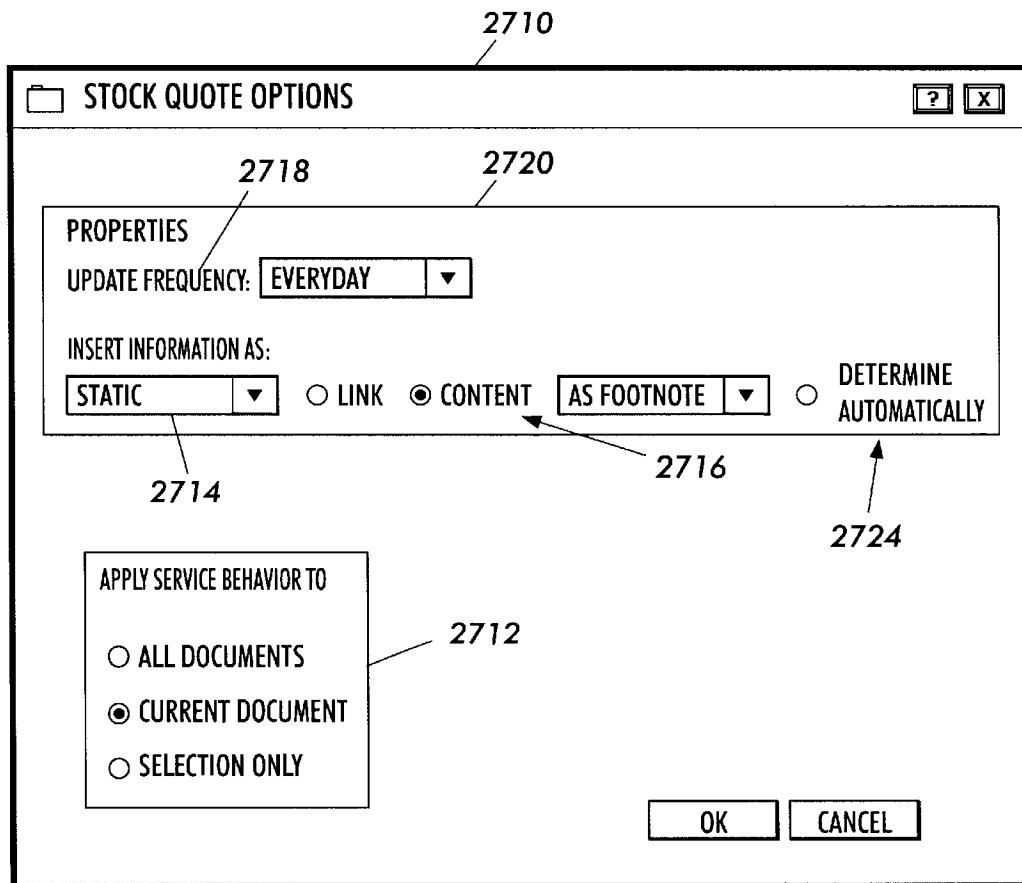 2710
STOCK QUOTE OPTIONS ? X
2718 2720
PROPERTIES
UPDATE FREQUENCY: EVERYDAY
INSERT INFORMATION AS:
STATIC LINK CONTENT AS FOOTNOTE DETERMINE
AUTOMATICALLY
2716
2714
2724
APPLY SERVICE BEHAVIOR TO
2712
ALL DOCUMENTS
CURRENT DOCUMENT
SELECTION ONLY
OK CANCEL